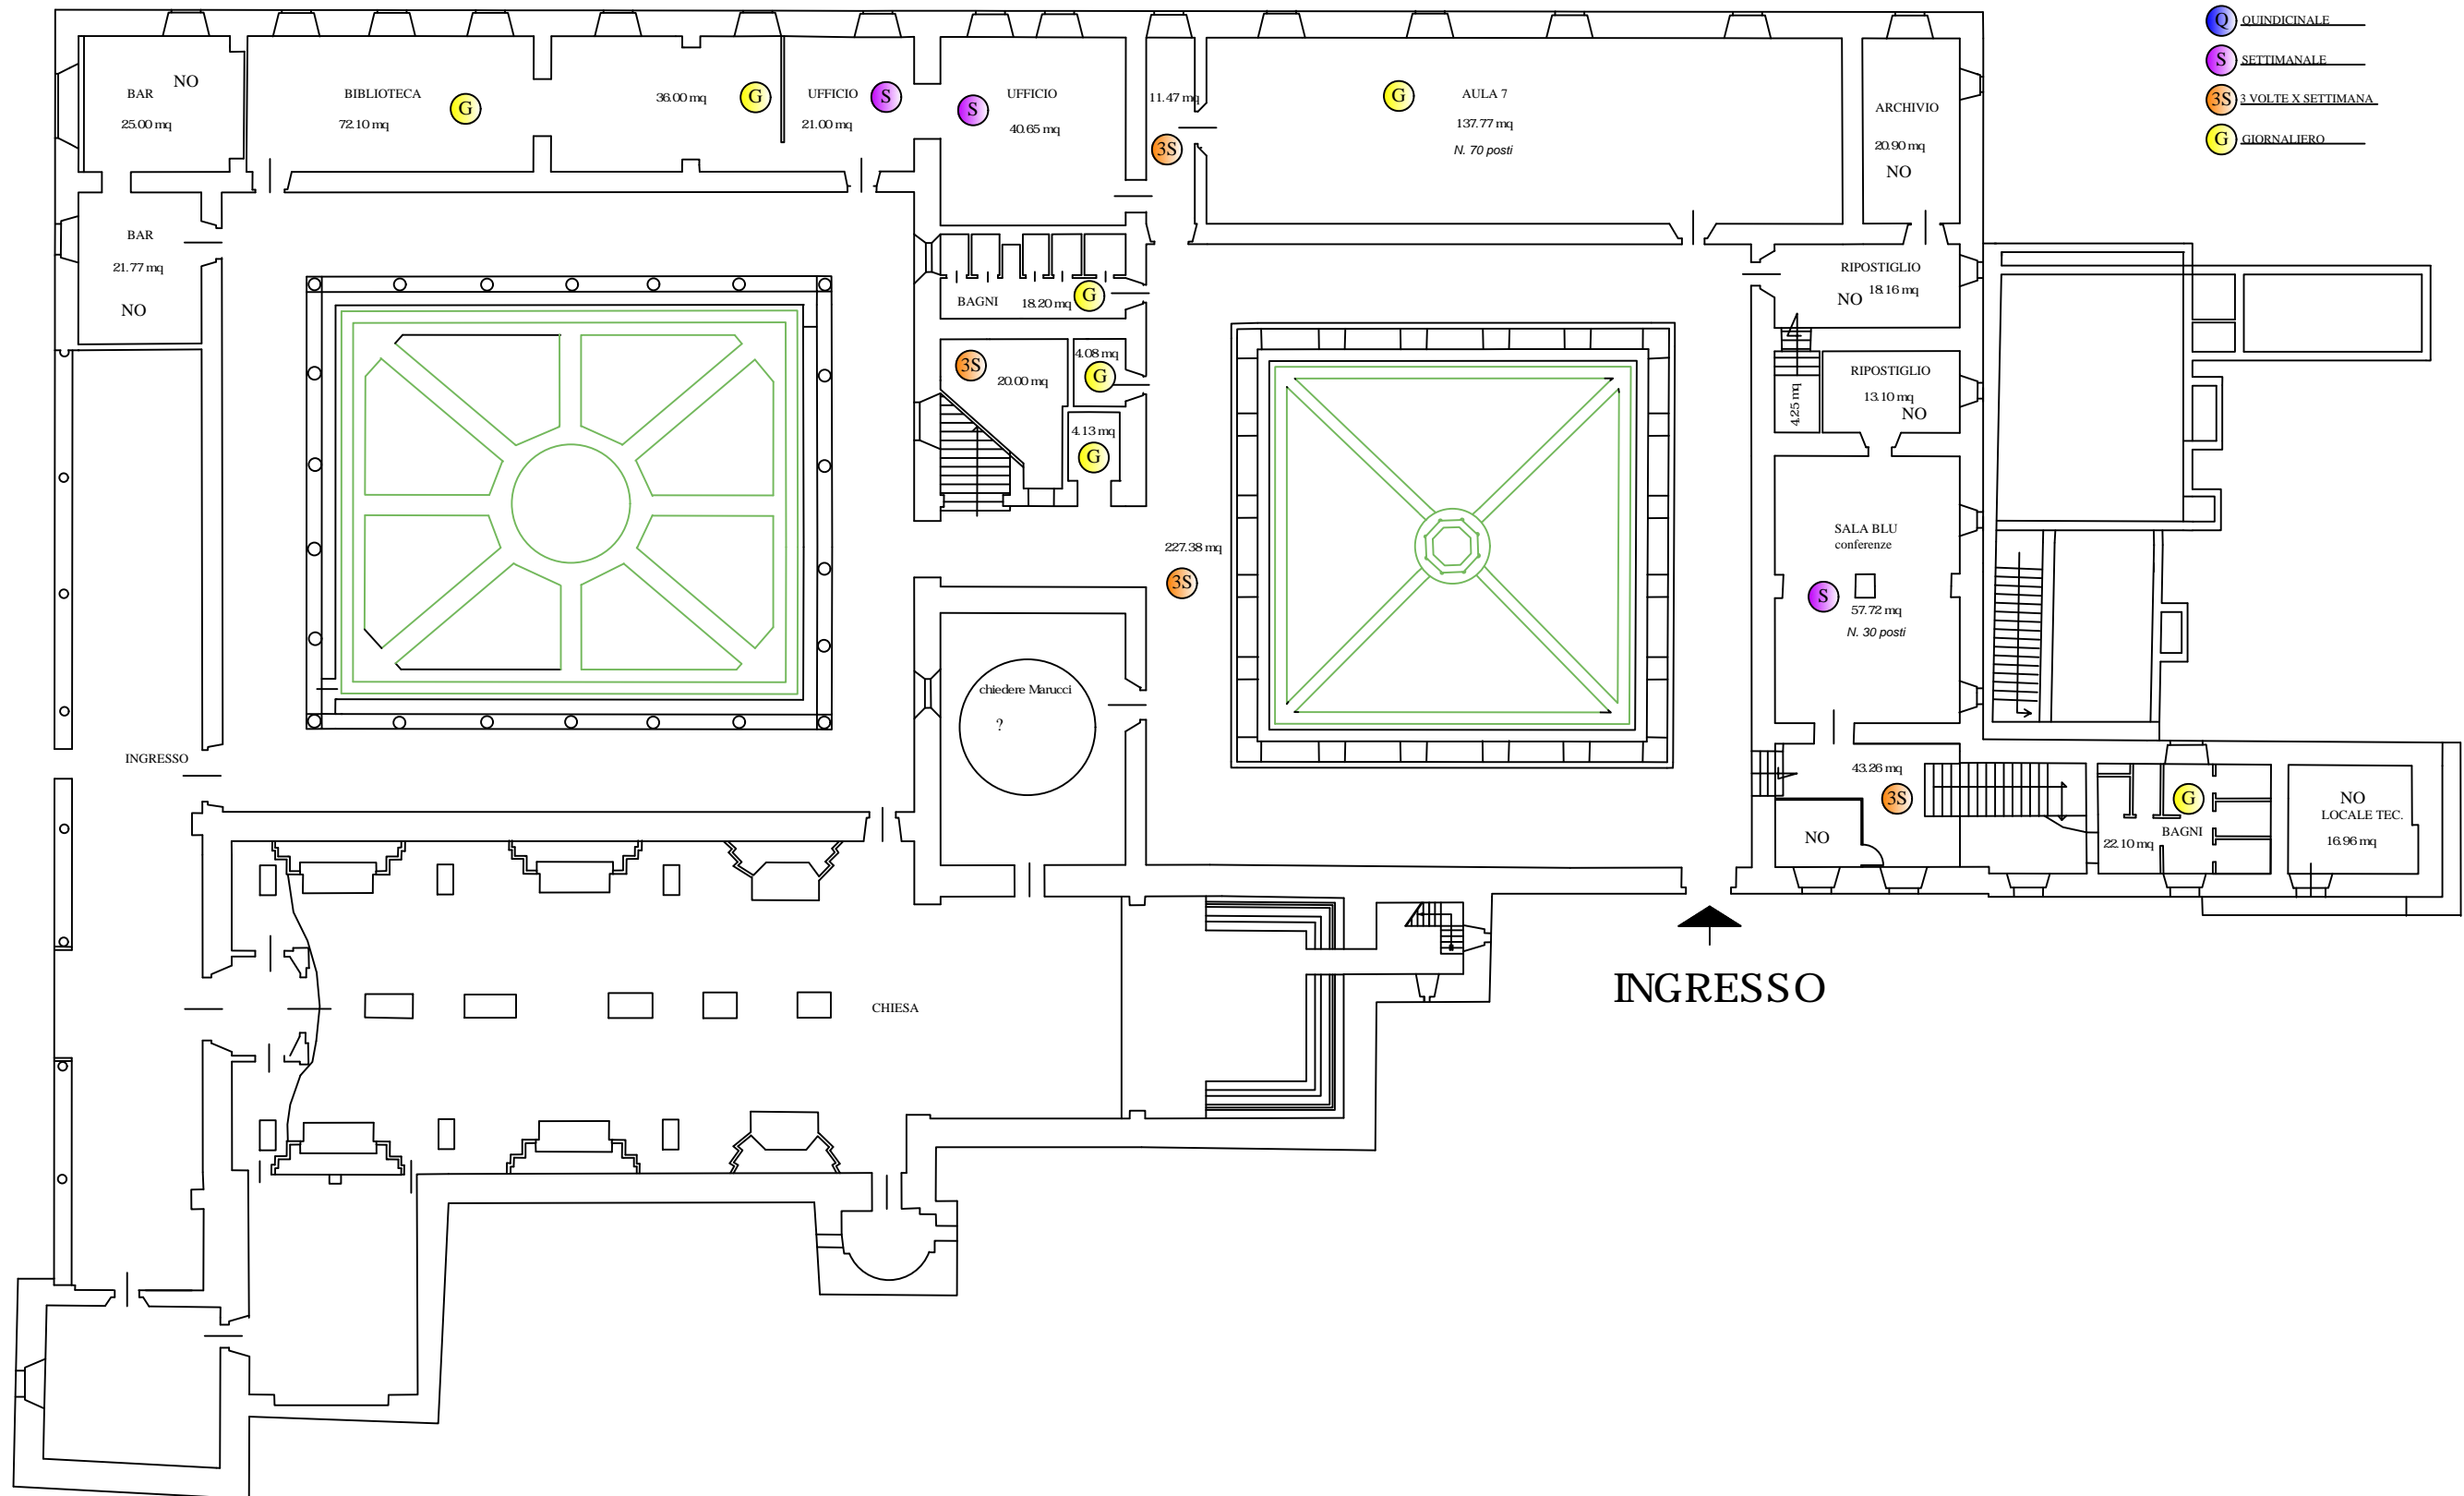 Q QUINDICINALE
S SETTIMANALE
3S 3 VOLTE X SETTIMANA
G GIORNALIERO
BAR NO
25.00 mq
BIBLIOTECA
72.10 mq
G
36.00 mq
G
UFFICIO
21.00 mq
S
S
UFFICIO
40.65 mq
11.47 mq
3S
G
AULA 7
137.77 mq
N. 70 posti
ARCHIVIO
20.90 mq
NO
BAR
21.77 mq
NO
BAGNI 18.20 mq
G
RIPOSTIGLIO
18.16 mq
NO
3S
20.00 mq
4.08 mq
G
4.13 mq
G
4.25 mq
RIPOSTIGLIO
13.10 mq
NO
227.38 mq
3S
SALA BLU
conferenze
S
57.72 mq
N. 30 posti
chiedere Marucci
?
INGRESSO
43.26 mq
3S
NO
G
BAGNI
22.10 mq
NO
LOCALE TEC.
16.96 mq
INGRESSO
CHIESA